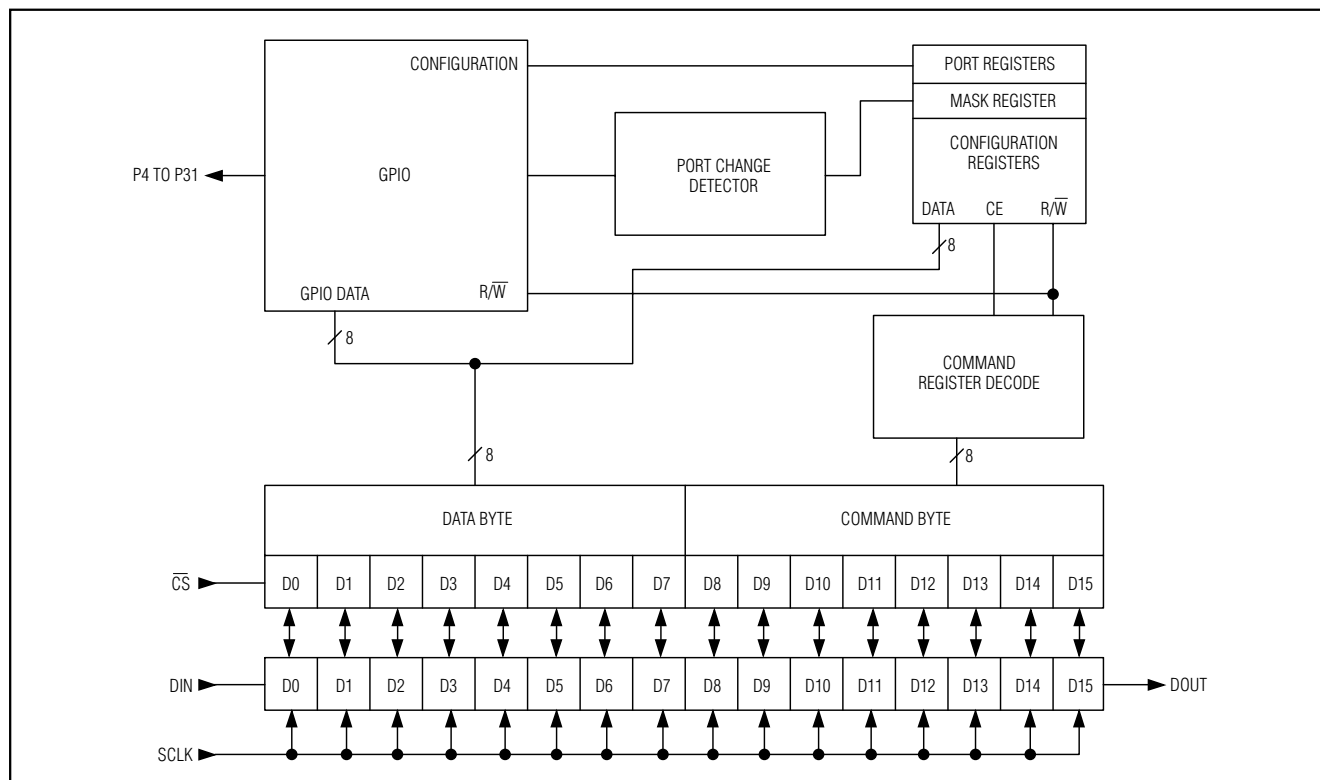 CONFIGURATION
PORT REGISTERS
MASK REGISTER
CONFIGURATION
REGISTERS
DATA CE R/W̅
8
P4 TO P31
GPIO
PORT CHANGE
DETECTOR
GPIO DATA
R/W̅
8
COMMAND
REGISTER DECODE
8
8
DATA BYTE
COMMAND BYTE
C̅S̅
D0 D1 D2 D3 D4 D5 D6 D7 D8 D9 D10 D11 D12 D13 D14 D15
DIN
D0 D1 D2 D3 D4 D5 D6 D7 D8 D9 D10 D11 D12 D13 D14 D15
DOUT
SCLK